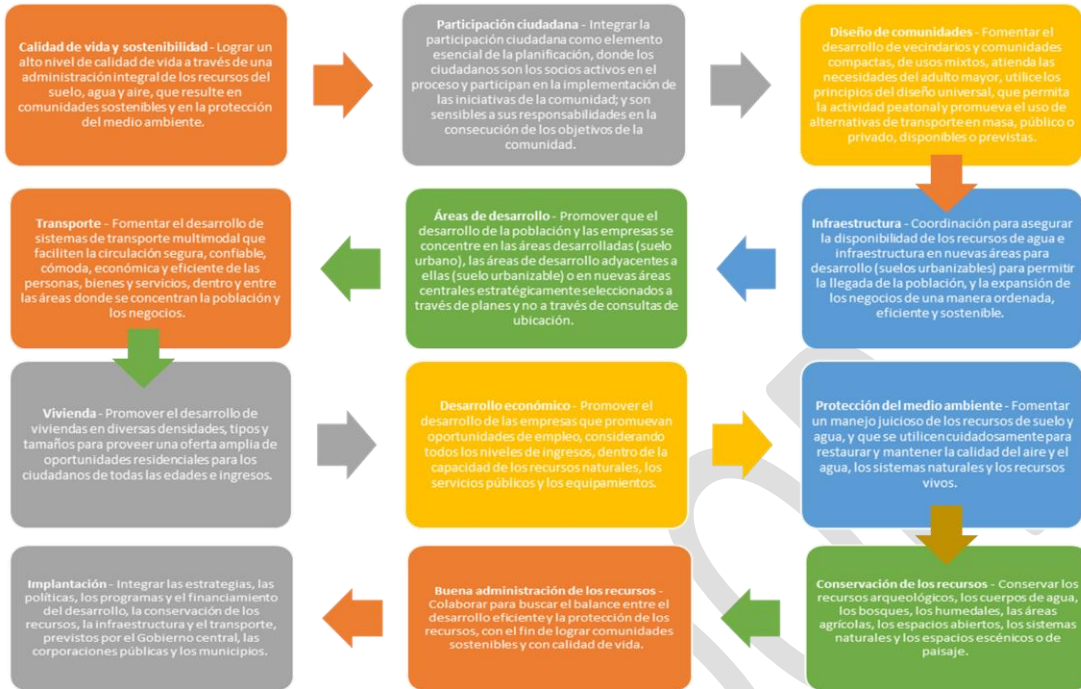 Calidad de vida y sostenibilidad - Lograr un
alto nivel de calidad de vida a través de una
administración integral de los recursos del
suelo, agua y aire, que resulte en
comunidades sostenibles y en la protección
del medio ambiente.
Participación ciudadana - Integrar la
participación ciudadana como elemento
esencial de la planificación, donde los
ciudadanos son los socios activos en el
proceso y participan en la implementación de
las iniciativas de la comunidad; y son
sensibles a sus responsabilidades en la
consecución de los objetivos de la
comunidad.
Diseño de comunidades - Fomentar el
desarrollo de vecindarios y comunidades
compactas, de usos mixtos, atienda las
necesidades del adulto mayor, utilice los
principios del diseño universal, que permita
la actividad peatonal y promueva el uso de
alternativas de transporte en masa, público o
privado, disponibles o previstas.
Infraestructura - Coordinación para asegurar
la disponibilidad de los recursos de agua e
infraestructura en nuevas áreas para
desarrollo (suelos urbanizables) para permitir
la llegada de la población, y la expansión de
los negocios de una manera ordenada,
eficiente y sostenible.
Áreas de desarrollo - Promover que el
desarrollo de la población y las empresas se
concentre en las áreas desarrolladas (suelo
urbano), las áreas de desarrollo adyacentes a
ellas (suelo urbanizable) o en nuevas áreas
centrales estratégicamente seleccionados a
través de planes y no a través de consultas de
ubicación.
Transporte - Fomentar el desarrollo de
sistemas de transporte multimodal que
faciliten la circulación segura, confiable,
cómoda, económica y eficiente de las
personas, bienes y servicios, dentro y entre
las áreas donde se concentran la población y
los negocios.
Vivienda - Promover el desarrollo de
viviendas en diversas densidades, tipos y
tamaños para proveer una oferta amplia de
oportunidades residenciales para los
ciudadanos de todas las edades e ingresos.
Desarrollo económico - Promover el
desarrollo de las empresas que promuevan
oportunidades de empleo, considerando
todos los niveles de ingresos, dentro de la
capacidad de los recursos naturales, los
servicios públicos y los equipamientos.
Protección del medio ambiente - Fomentar
un manejo juicioso de los recursos de suelo y
agua, y que se utilicen cuidadosamente para
restaurar y mantener la calidad del aire y el
agua, los sistemas naturales y los recursos
vivos.
Conservación de los recursos - Conservar los
recursos arqueológicos, los cuerpos de agua,
los bosques, los humedales, las áreas
agrícolas, los espacios abiertos, los sistemas
naturales y los espacios escénicos o de
paisaje.
Buena administración de los recursos -
Colaborar para buscar el balance entre el
desarrollo eficiente y la protección de los
recursos, con el fin de lograr comunidades
sostenibles y con calidad de vida.
Implantación - Integrar las estrategias, las
políticas, los programas y el financiamiento
del desarrollo, la conservación de los
recursos, la infraestructura y el transporte,
previstos por el Gobierno central, las
corporaciones públicas y los municipios.